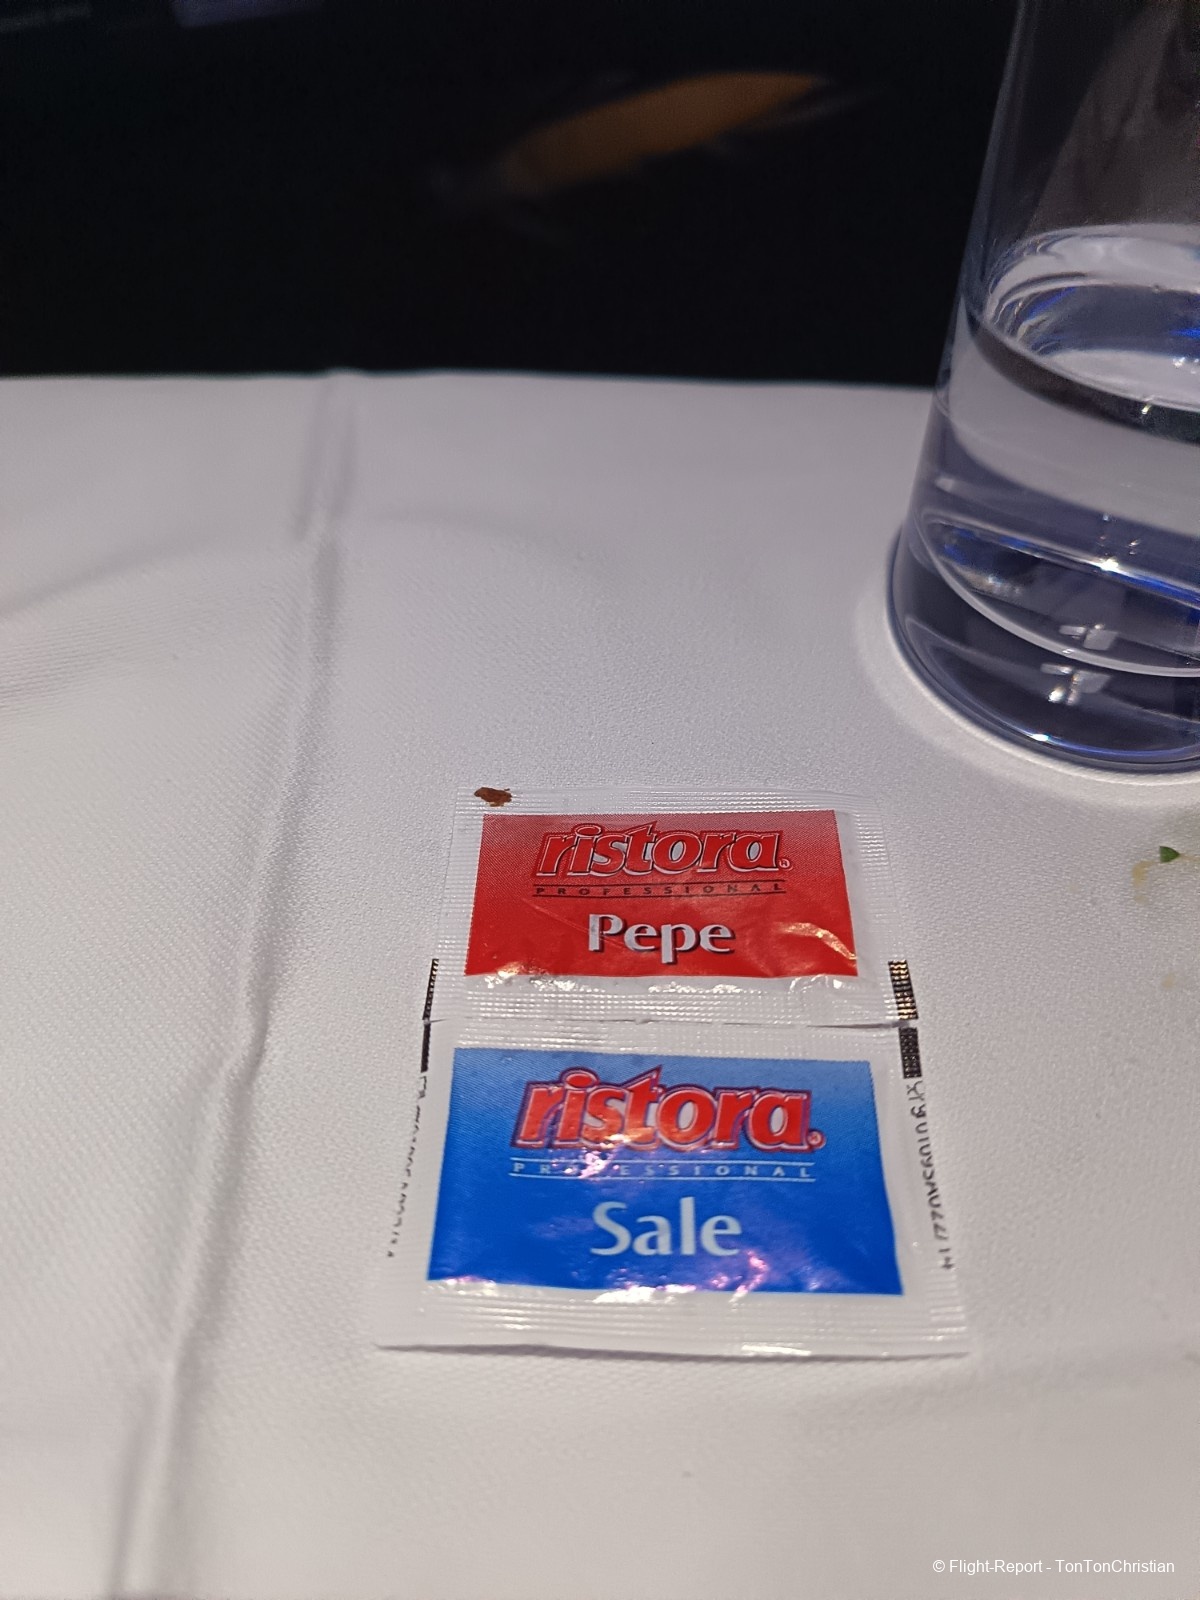 ristora®
PROFESSIONAL
Pepe
ristora®
PROFESSIONAL
Sale
© Flight-Report - TonTonChristian